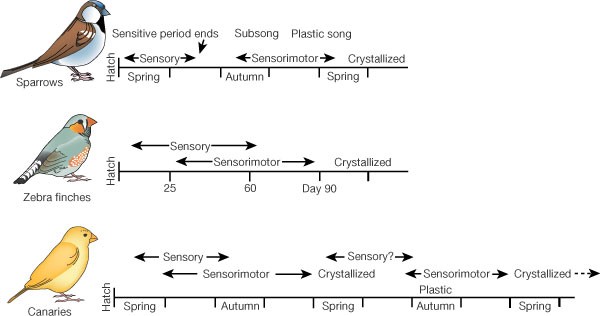 Sensitive period ends
Subsong
Plastic song
Sensory
Sensorimotor
Crystallized
Hatch
Spring
Autumn
Spring
Sparrows
Sensory
Sensorimotor
Crystallized
Hatch
25
60
Day 90
Zebra finches
Sensory
Sensory?
Sensorimotor
Crystallized
Sensorimotor
Crystallized
Plastic
Hatch
Spring
Autumn
Spring
Autumn
Spring
Canaries